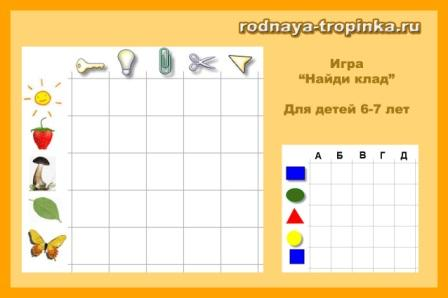 rodnaya-tropinka.ru
Игра
“Найди клад”
Для детей 6-7 лет
А Б В Г Д